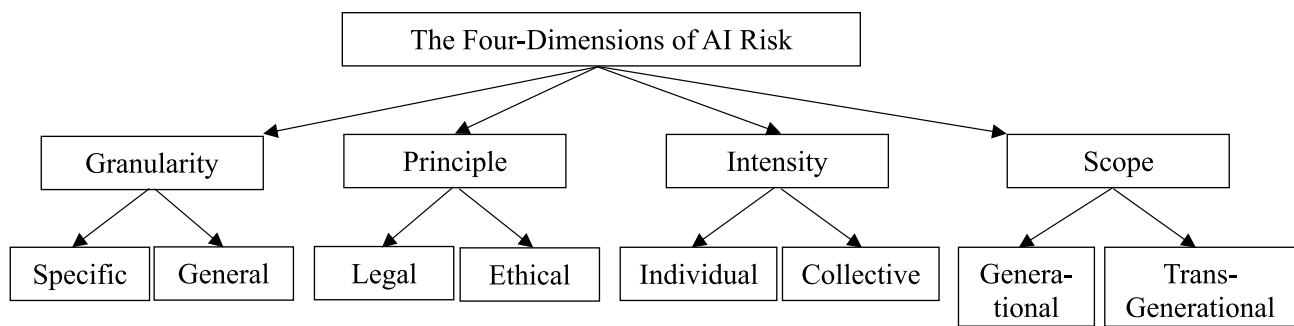 The Four-Dimensions of AI Risk
Granularity
Principle
Intensity
Scope
Specific
General
Legal
Ethical
Individual
Collective
Genera-
tional
Trans-
Generational